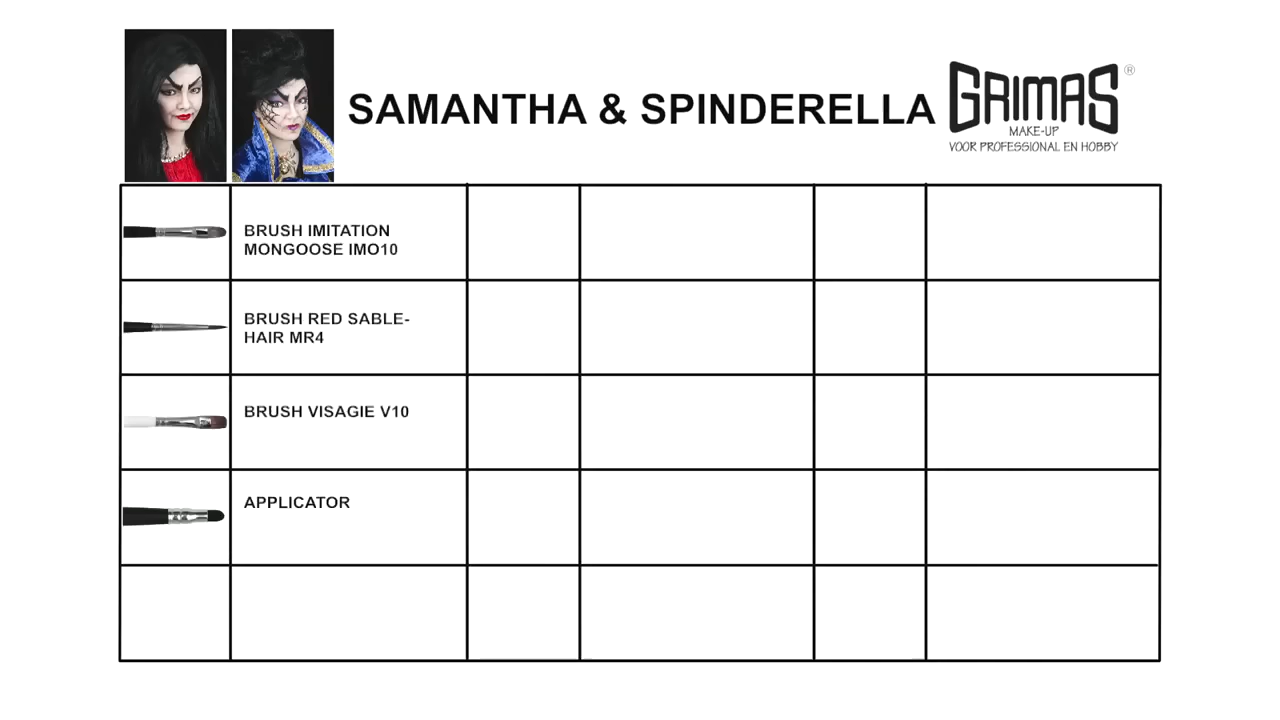 SAMANTHA & SPINDERELLA
GRIMAS®
MAKE-UP
VOOR PROFESSIONAL EN HOBBY
BRUSH IMITATION
MONGOOSE IMO10
BRUSH RED SABLE-
HAIR MR4
BRUSH VISAGIE V10
APPLICATOR